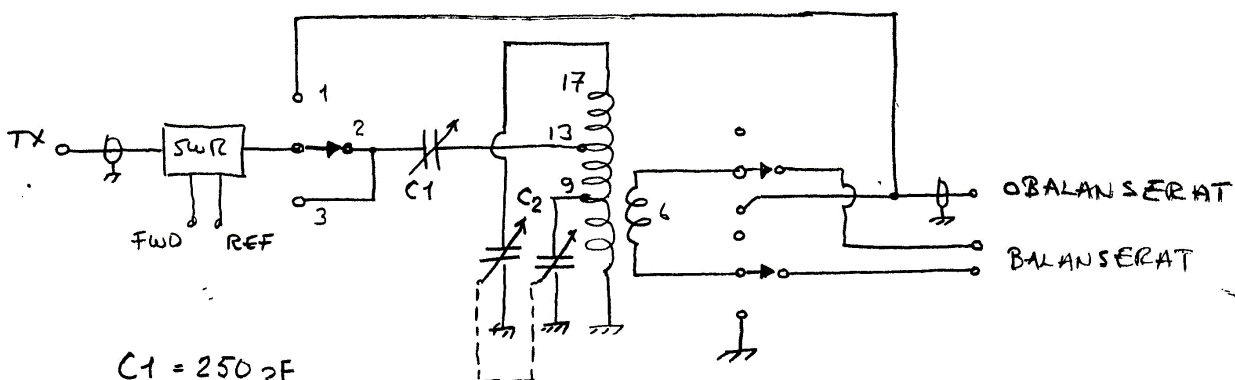 1
17
TX
SWR
2
13
C1
9
C2
6
OBALANSERAT
3
FWD
REF
BALANSERAT
C1 = 250 pF